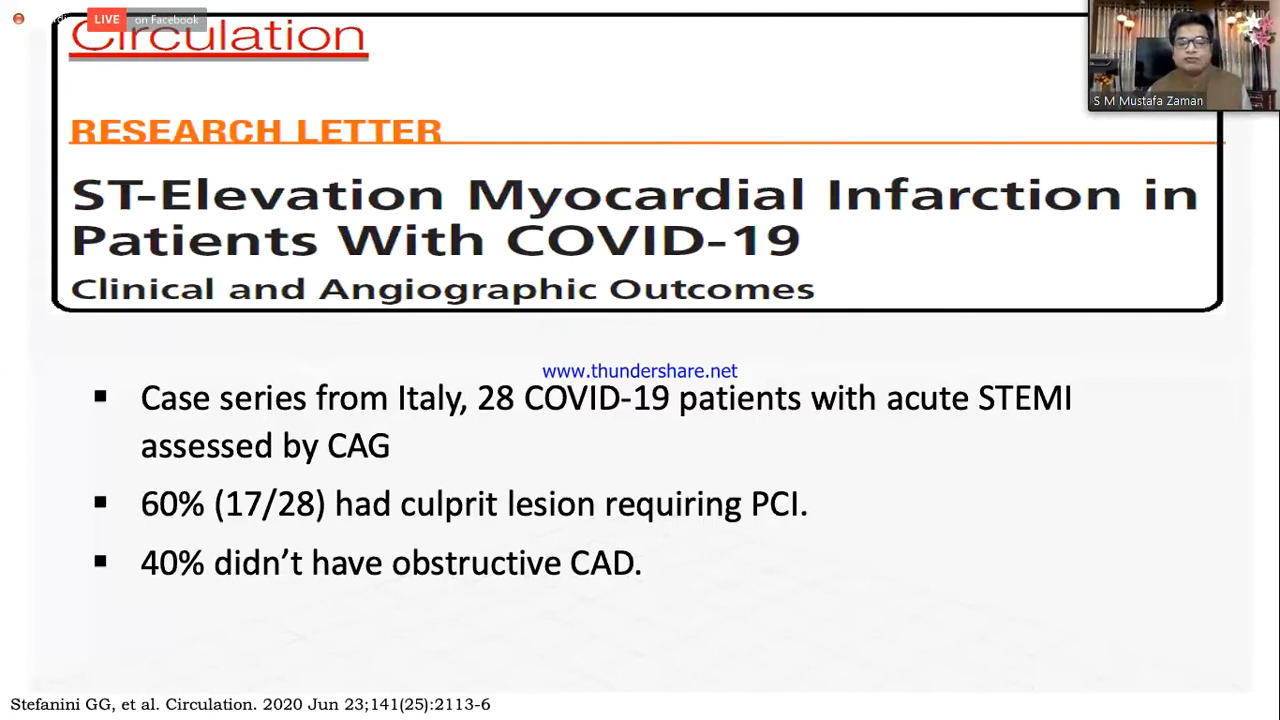 LIVE on Facebook
Circulation
S M Mustafa Zaman
RESEARCH LETTER
ST-Elevation Myocardial Infarction in
Patients With COVID-19
Clinical and Angiographic Outcomes
www.thundershare.net
▪ Case series from Italy, 28 COVID-19 patients with acute STEMI
assessed by CAG
▪ 60% (17/28) had culprit lesion requiring PCI.
▪ 40% didn’t have obstructive CAD.
Stefanini GG, et al. Circulation. 2020 Jun 23;141(25):2113-6